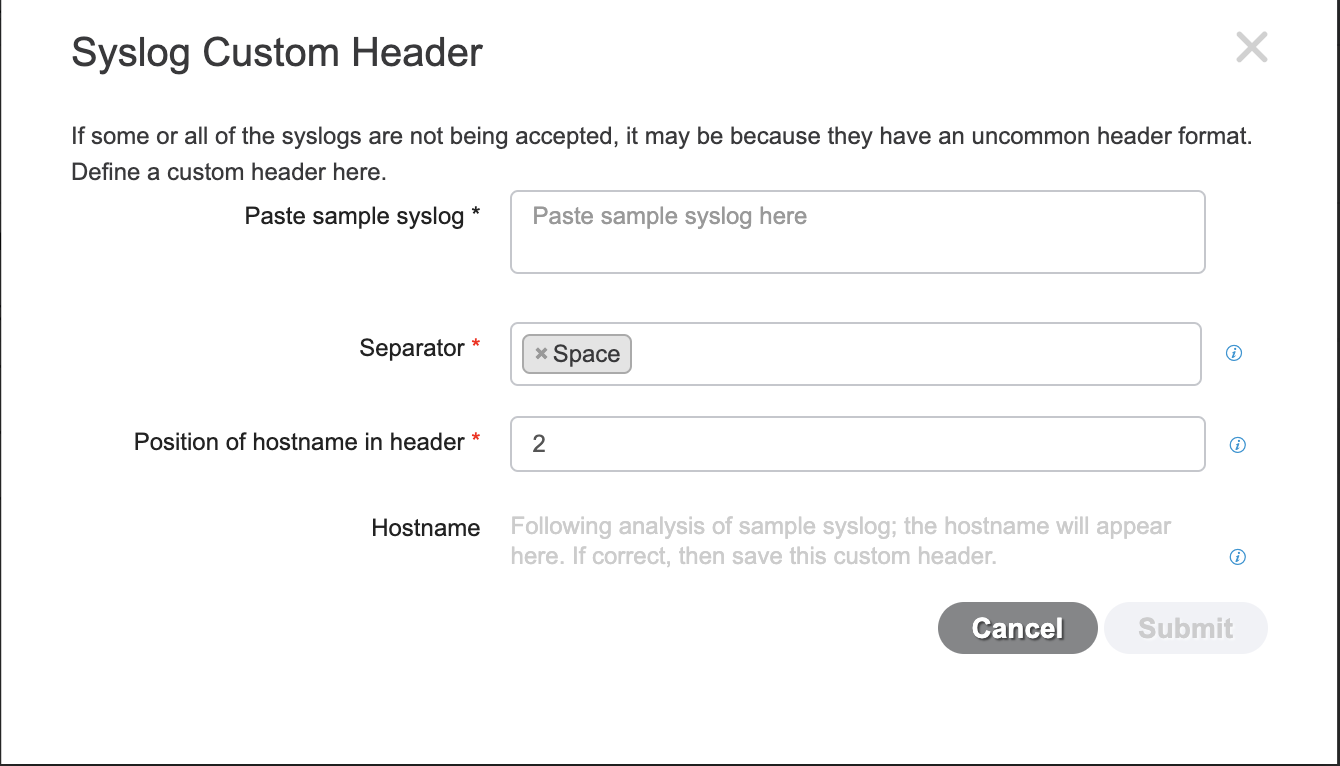 Syslog Custom Header
If some or all of the syslogs are not being accepted, it may be because they have an uncommon header format.
Define a custom header here.
Paste sample syslog *
Paste sample syslog here
Separator *
× Space
Position of hostname in header *
2
Hostname
Following analysis of sample syslog; the hostname will appear
here. If correct, then save this custom header.
Cancel
Submit